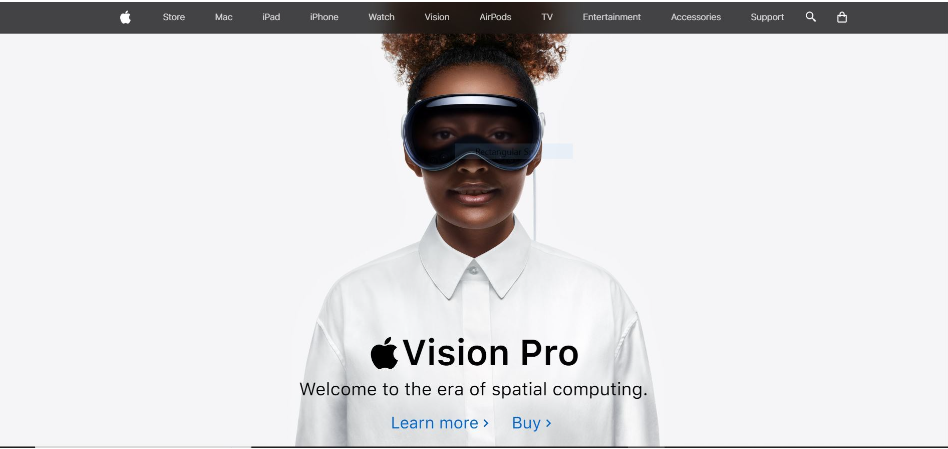 Store Mac iPad iPhone Watch Vision AirPods TV Entertainment Accessories Support
Rectangular S
Vision Pro
Welcome to the era of spatial computing.
Learn more > Buy >